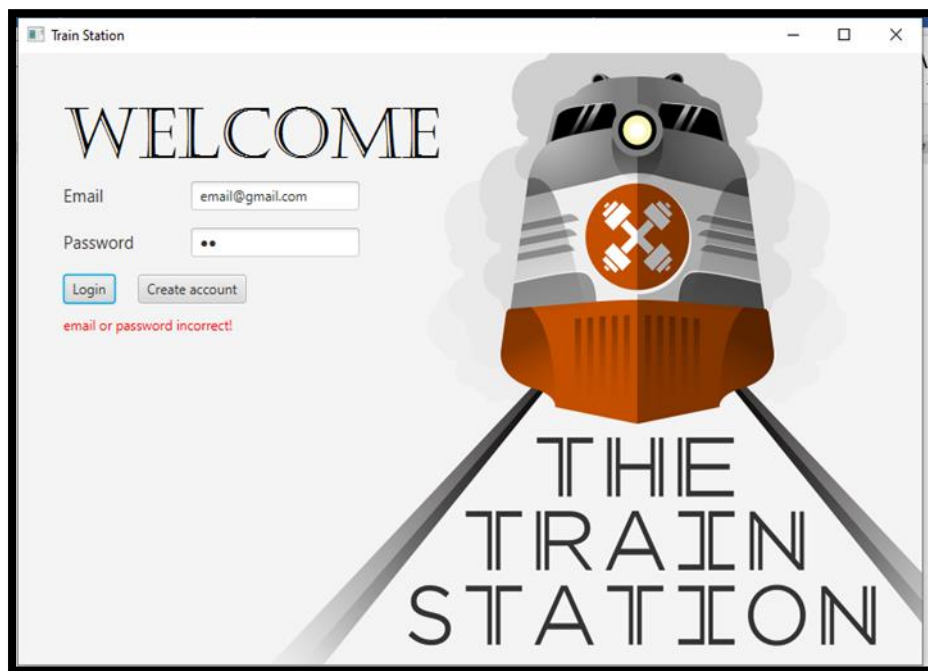 Train Station
WELCOME
Email email@gmail.com
Password ••
Login Create account
email or password incorrect!
THE
TRAIN
STATION